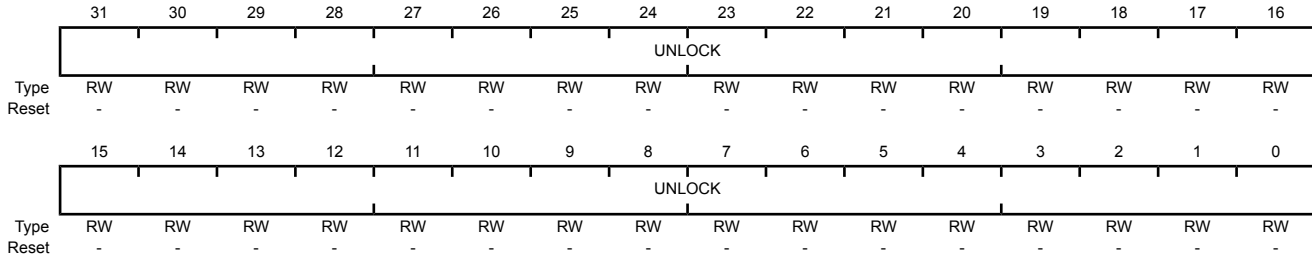 31 30 29 28 27 26 25 24 23 22 21 20 19 18 17 16
UNLOCK
Type RW RW RW RW RW RW RW RW RW RW RW RW RW RW RW RW
Reset - - - - - - - - - - - - - - - -
15 14 13 12 11 10 9 8 7 6 5 4 3 2 1 0
UNLOCK
Type RW RW RW RW RW RW RW RW RW RW RW RW RW RW RW RW
Reset - - - - - - - - - - - - - - - -